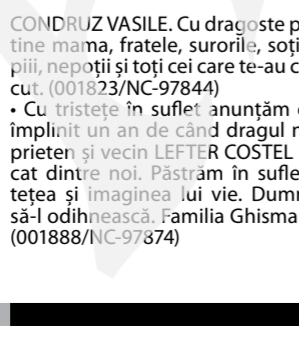 CONDRUZ VASILE. Cu dragoste p
tine mama, fratele, surorile, soți
piii, nepoții și toți cei care te-au c
cut. (001823/NC-97844)
• Cu tristețe în suflet anunțăm
împlinit un an de când dragul
prieten și vecin LEFTER COSTEL
cat dintre noi. Păstrăm în sufle
tețea și imaginea lui vie. Dum
să-l odihnească. Familia Ghisma
(001888/NC-97874)